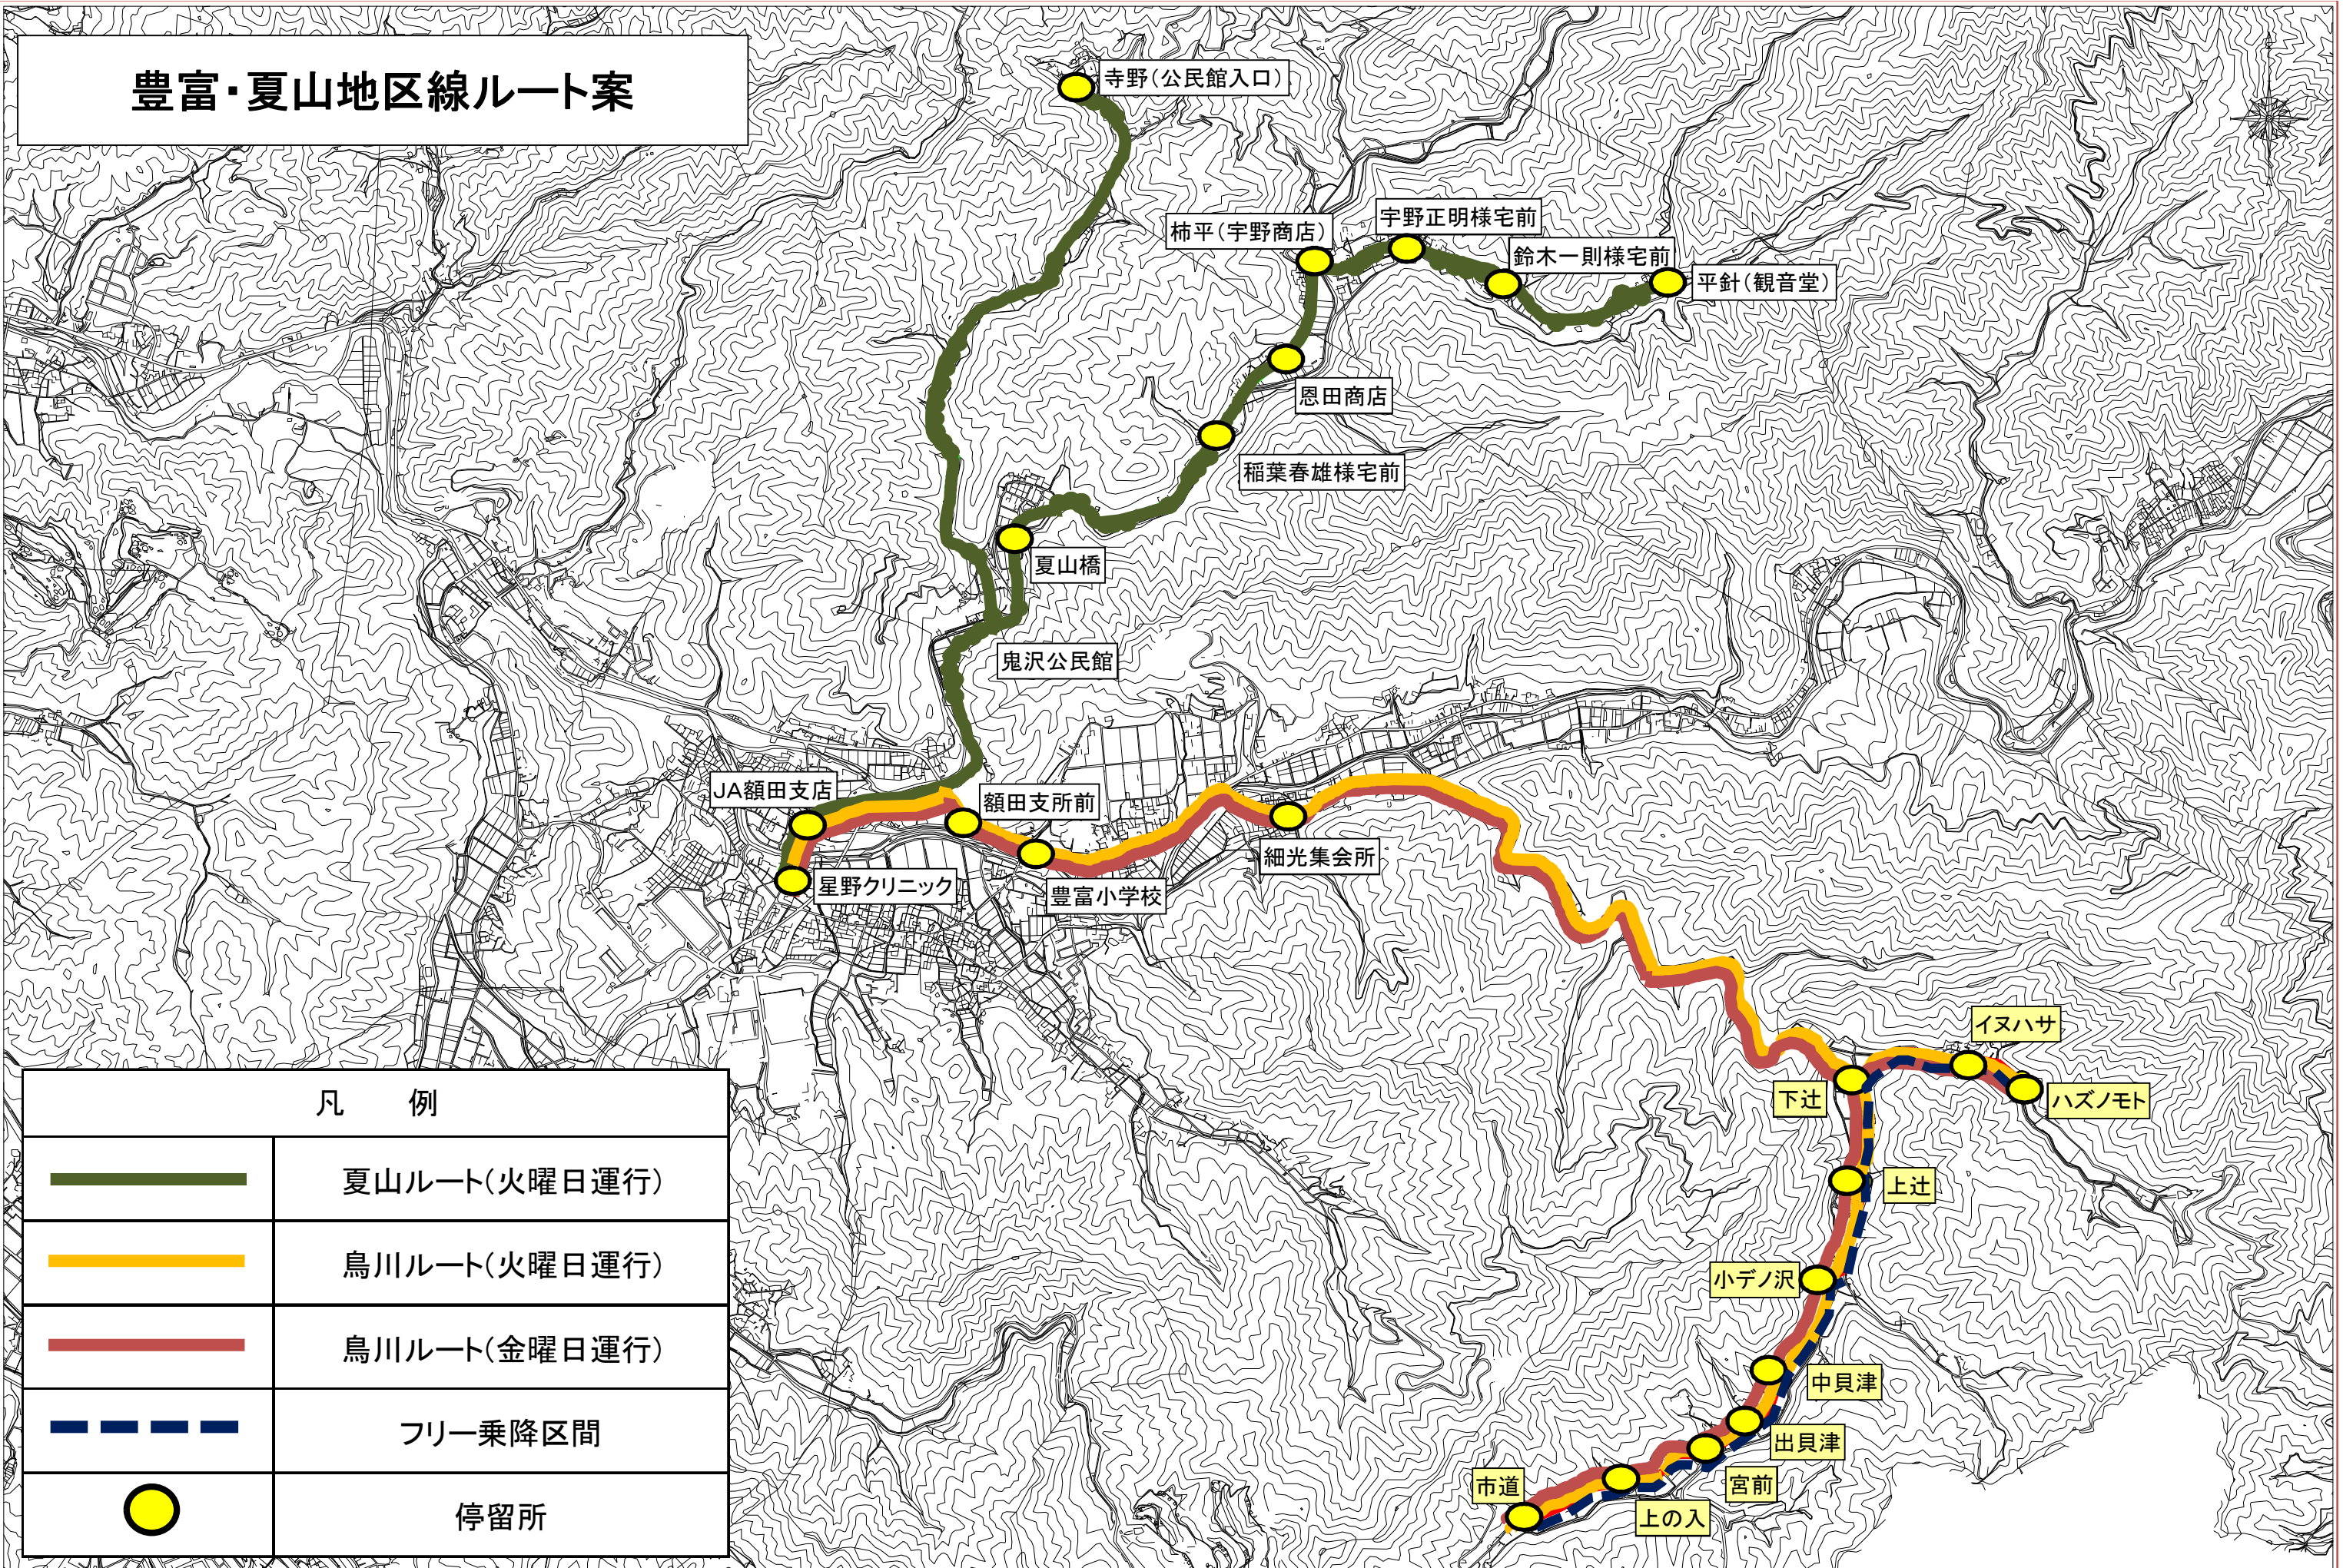 豊富・夏山地区線ルート案
寺野(公民館入口)
柿平(宇野商店)
宇野正明様宅前
鈴木一則様宅前
平針(観音堂)
恩田商店
稲葉春雄様宅前
夏山橋
鬼沢公民館
JA額田支店
額田支所前
細光集会所
星野クリニック
豊富小学校
イヌハサ
下辻
ハズノモト
上辻
小デノ沢
中貝津
出貝津
市道
宮前
上の入
凡 例
夏山ルート(火曜日運行)
鳥川ルート(火曜日運行)
鳥川ルート(金曜日運行)
フリー乗降区間
停留所